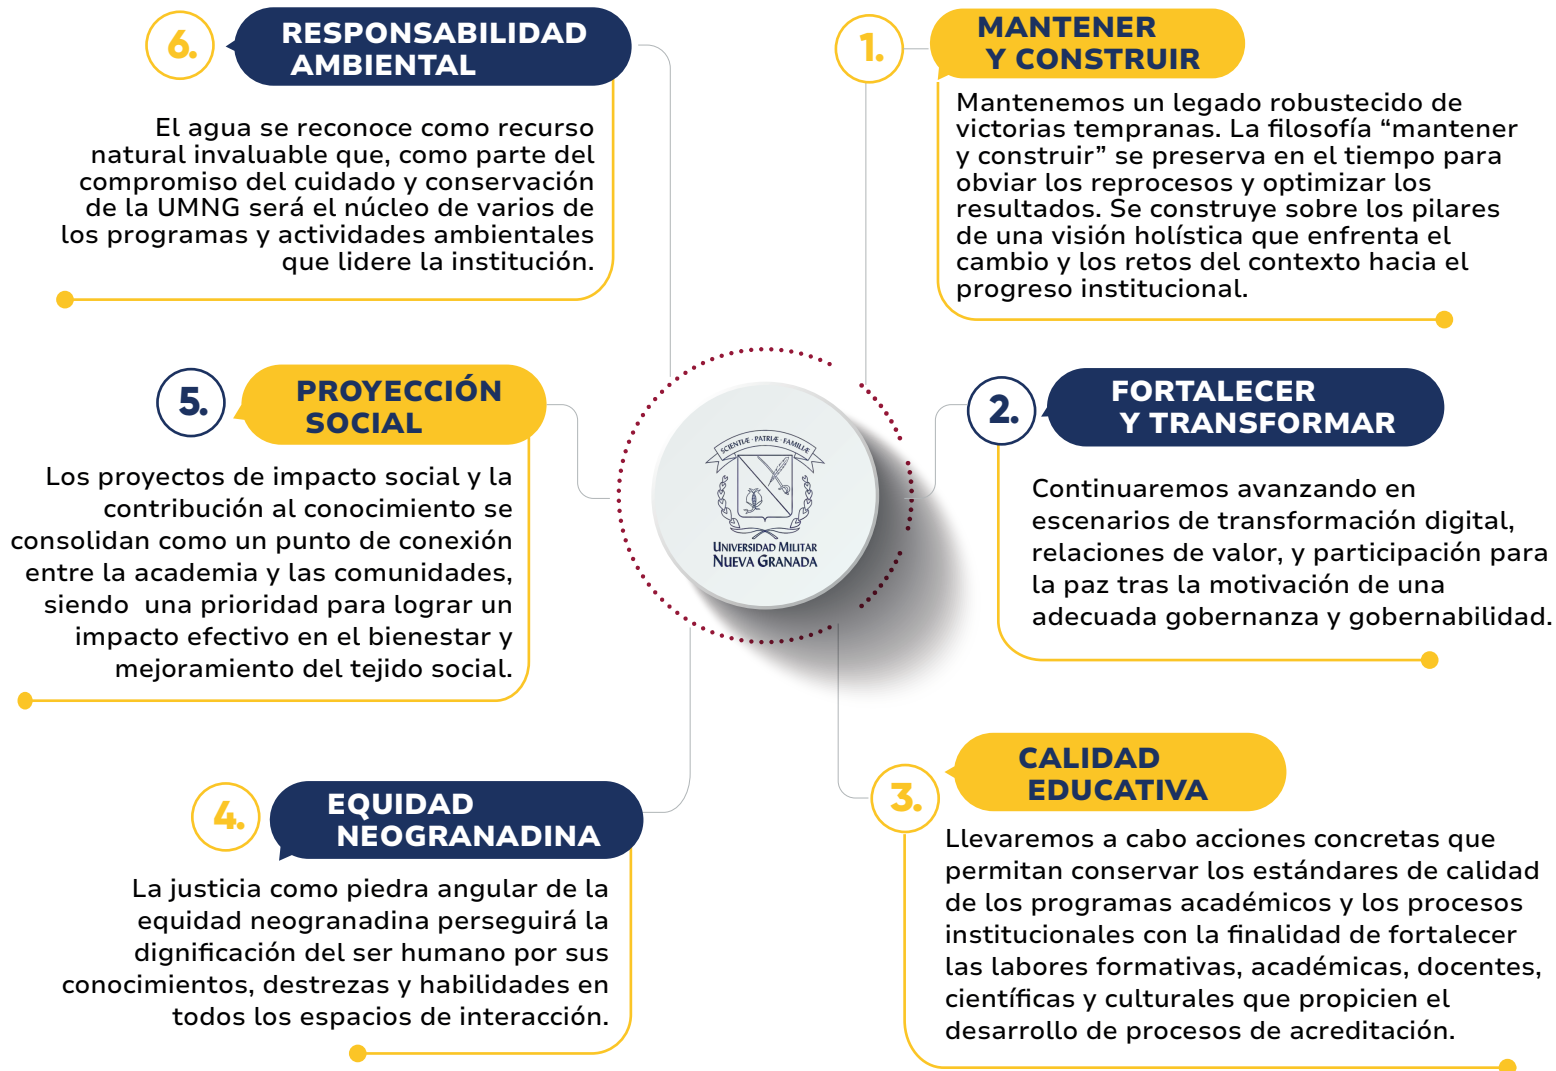 1.
MANTENER
Y CONSTRUIR
Mantenemos un legado robustecido de
victorias tempranas. La filosofía “mantener
y construir” se preserva en el tiempo para
obviar los reprocesos y optimizar los
resultados. Se construye sobre los pilares
de una visión holística que enfrenta el
cambio y los retos del contexto hacia el
progreso institucional.
2.
FORTALECER
Y TRANSFORMAR
Continuaremos avanzando en
escenarios de transformación digital,
relaciones de valor, y participación para
la paz tras la motivación de una
adecuada gobernanza y gobernabilidad.
3.
CALIDAD
EDUCATIVA
Llevaremos a cabo acciones concretas que
permitan conservar los estándares de calidad
de los programas académicos y los procesos
institucionales con la finalidad de fortalecer
las labores formativas, académicas, docentes,
científicas y culturales que propicien el
desarrollo de procesos de acreditación.
4.
EQUIDAD
NEOGRANADINA
La justicia como piedra angular de la
equidad neogranadina perseguirá la
dignificación del ser humano por sus
conocimientos, destrezas y habilidades en
todos los espacios de interacción.
5.
PROYECCIÓN
SOCIAL
Los proyectos de impacto social y la
contribución al conocimiento se
consolidan como un punto de conexión
entre la academia y las comunidades,
siendo una prioridad para lograr un
impacto efectivo en el bienestar y
mejoramiento del tejido social.
6.
RESPONSABILIDAD
AMBIENTAL
El agua se reconoce como recurso
natural invaluable que, como parte del
compromiso del cuidado y conservación
de la UMNG será el núcleo de varios de
los programas y actividades ambientales
que lidere la institución.
SCIENTIÆ · PATRIÆ · FAMILIÆ
UNIVERSIDAD MILITAR
NUEVA GRANADA